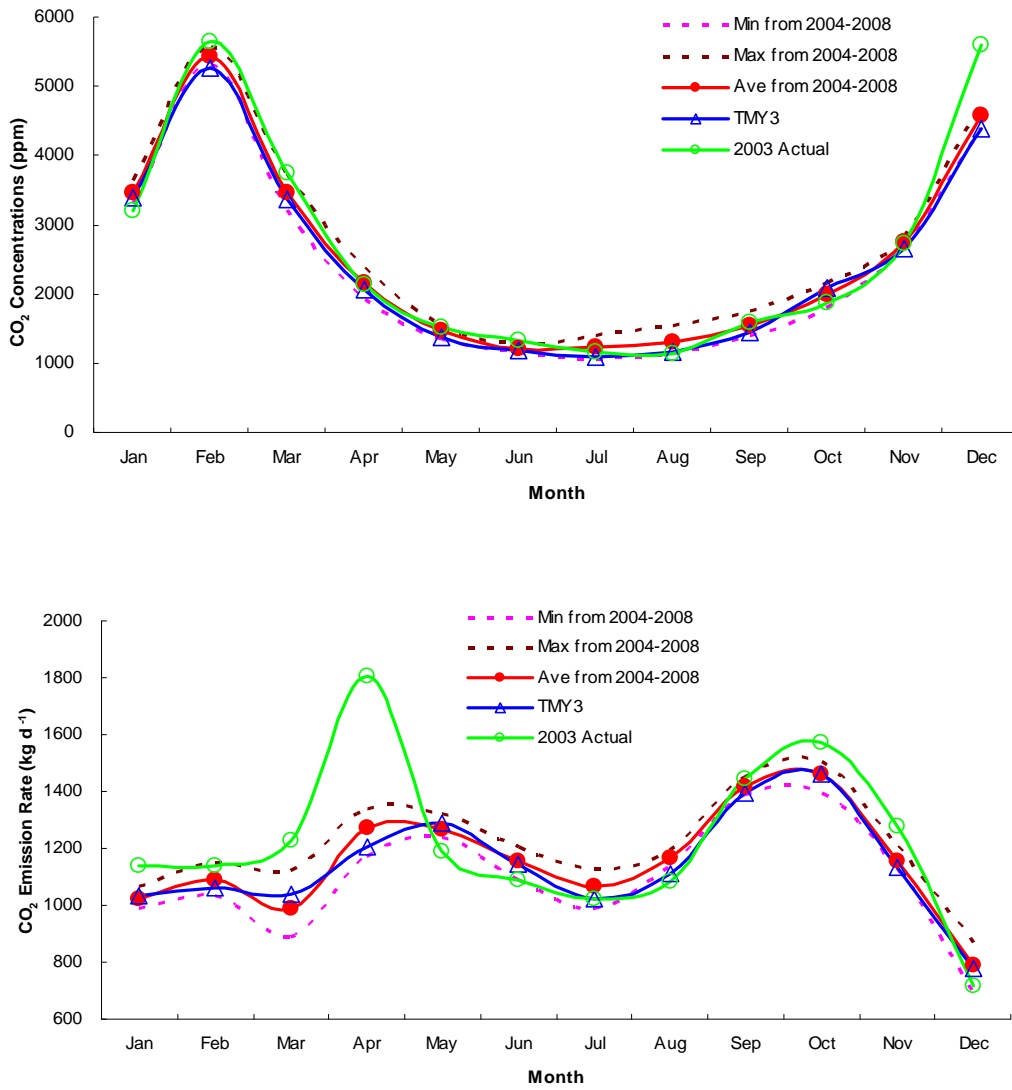 6000
5000
4000
3000
2000
1000
0
CO₂ Concentrations (ppm)
Min from 2004-2008
Max from 2004-2008
Ave from 2004-2008
TMY3
2003 Actual
Jan Feb Mar Apr May Jun Jul Aug Sep Oct Nov Dec
Month
2000
1800
1600
1400
1200
1000
800
600
CO₂ Emission Rate (kg d⁻¹)
Min from 2004-2008
Max from 2004-2008
Ave from 2004-2008
TMY3
2003 Actual
Jan Feb Mar Apr May Jun Jul Aug Sep Oct Nov Dec
Month